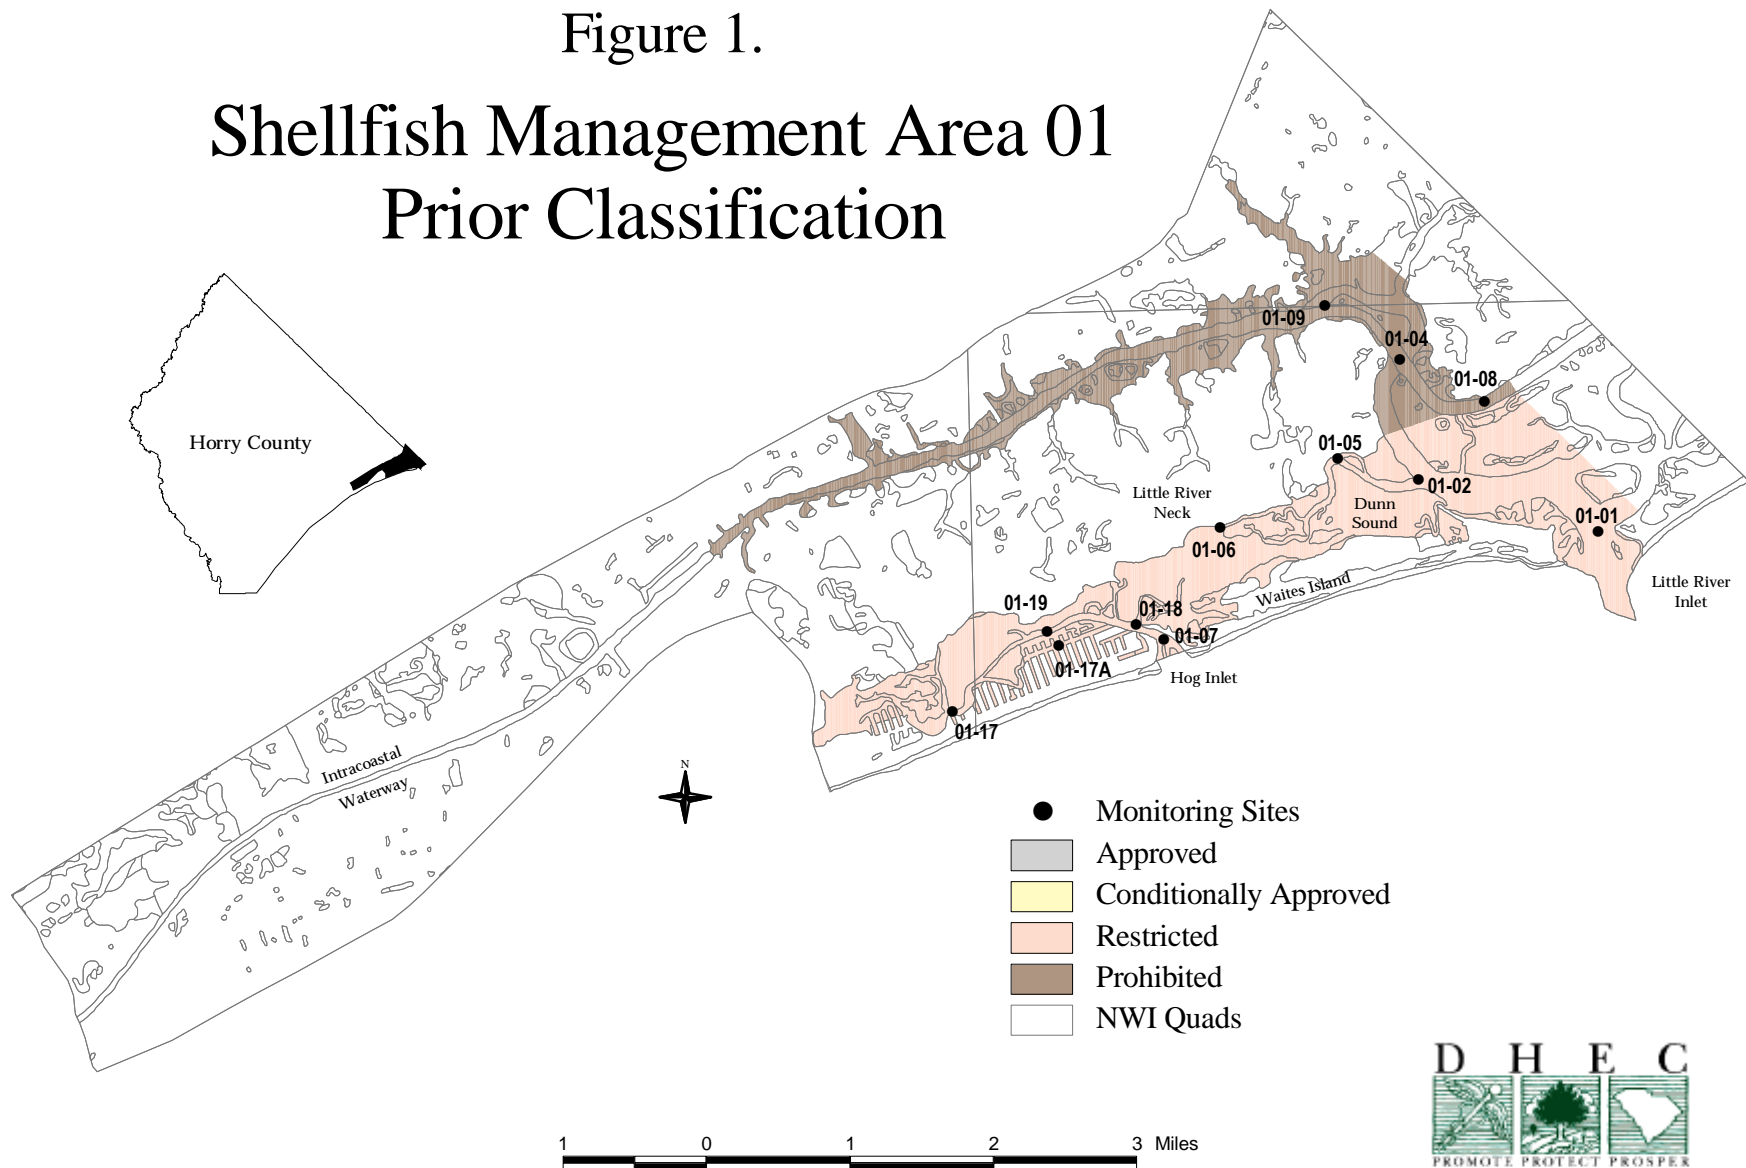 Figure 1.
Shellfish Management Area 01
Prior Classification
Horry County
01-09
01-04
01-08
01-05
01-02
Little River
Neck
Dunn
Sound
01-01
01-06
Waites Island
Little River
Inlet
01-19
01-18
01-07
01-17A
Hog Inlet
01-17
Intracoastal
Waterway
N
Monitoring Sites
Approved
Conditionally Approved
Restricted
Prohibited
NWI Quads
D H E C
PROMOTE PROTECT PROSPER
1 0 1 2 3 Miles